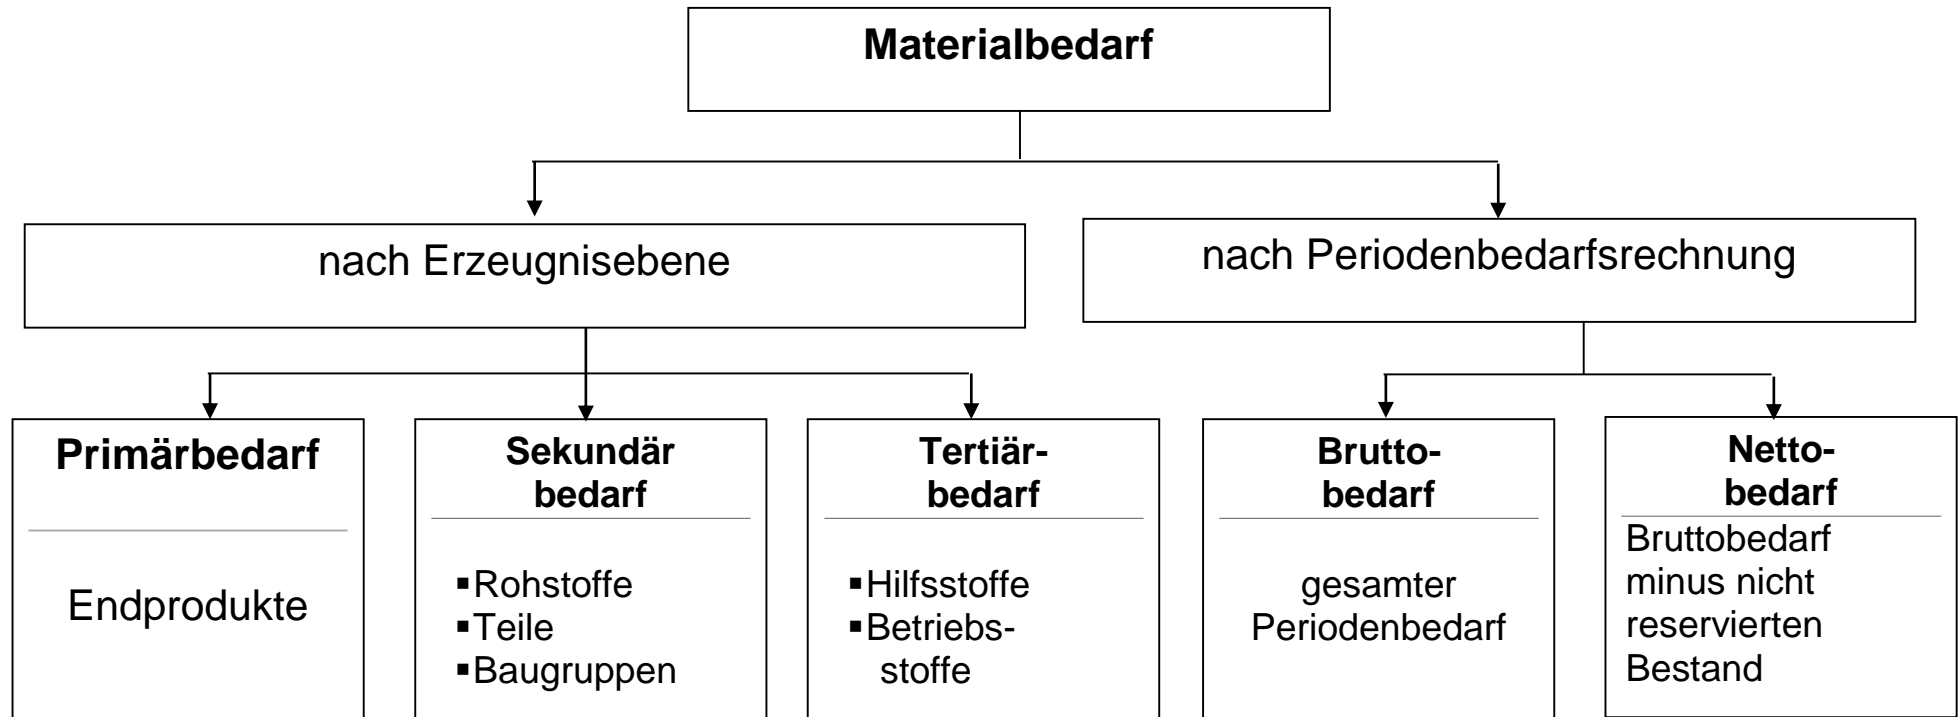 Materialbedarf
nach Erzeugnisebene
nach Periodenbedarfsrechnung
Primärbedarf
Endprodukte
Sekundär
bedarf
▪Rohstoffe
▪Teile
▪Baugruppen
Tertiär-
bedarf
▪Hilfsstoffe
▪Betriebs-
stoffe
Brutto-
bedarf
gesamter
Periodenbedarf
Netto-
bedarf
Bruttobedarf
minus nicht
reservierten
Bestand